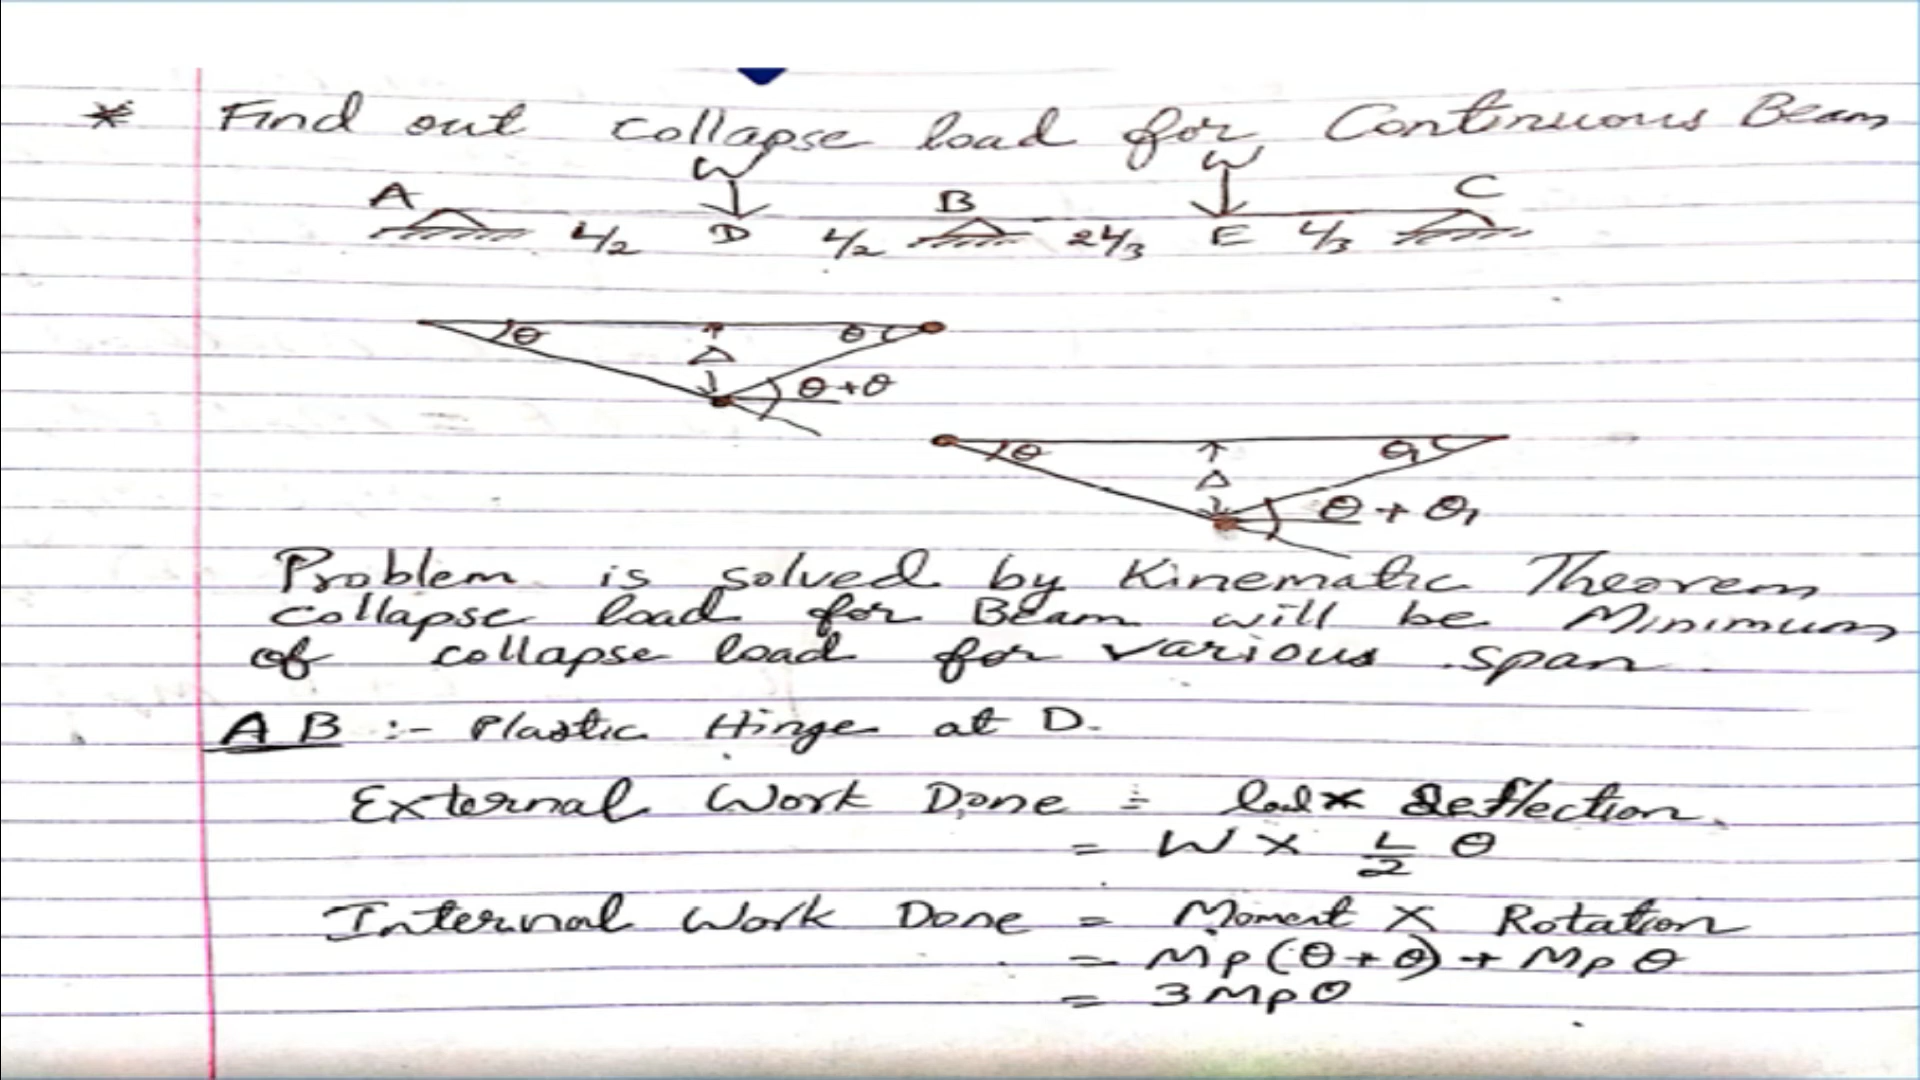 * Find out collapse load for Continuous Beam
W W
A B C
L/2 D L/2 2L/3 E L/3
θ θ
Δ
θ+θ
θ θ1
Δ
θ + θ1
Problem is solved by Kinematic Theorem
collapse load for Beam will be Minimum
of collapse load for various span.
AB :- Plastic Hinge at D.
External Work Done = load x deflection.
= W x L/2 θ
Internal Work Done = Moment X Rotation
= Mp (θ+θ) + Mp θ
= 3 Mp θ